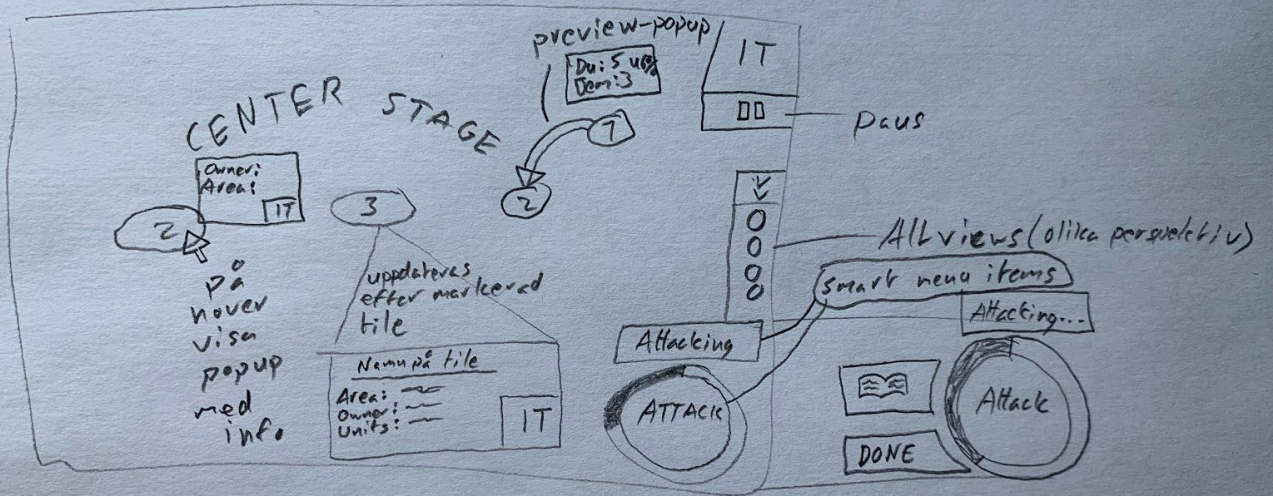 preview-popup
Du: 5 
Dem: 3
IT
CENTER STAGE
7
paus
Owner:
Area:
IT
2
3
2
på
hover
visa
popup
med
info
uppdateras
efter markerad
tile
Namn på tile
Area:
Owner:
Units:
IT
All views (olika perspektiv)
smart menu items
Attacking
ATTACK
Attacking...
Attack
DONE